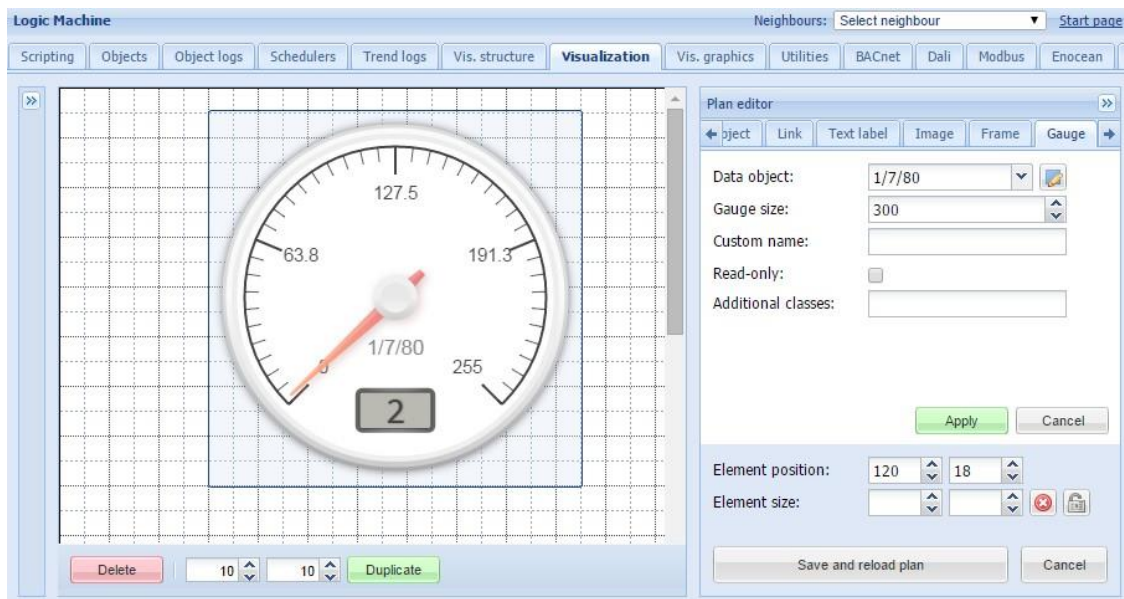 Logic Machine Neighbours: Select neighbour Start page
Scripting Objects Object logs Schedulers Trend logs Vis. structure Visualization Vis. graphics Utilities BACnet Dali Modbus Enocean
Plan editor
bject Link Text label Image Frame Gauge
127.5
63.8 191.3
1/7/80
0 255
2
Data object: 1/7/80
Gauge size: 300
Custom name:
Read-only:
Additional classes:
Apply Cancel
Element position: 120 18
Element size:
Delete 10 10 Duplicate
Save and reload plan Cancel